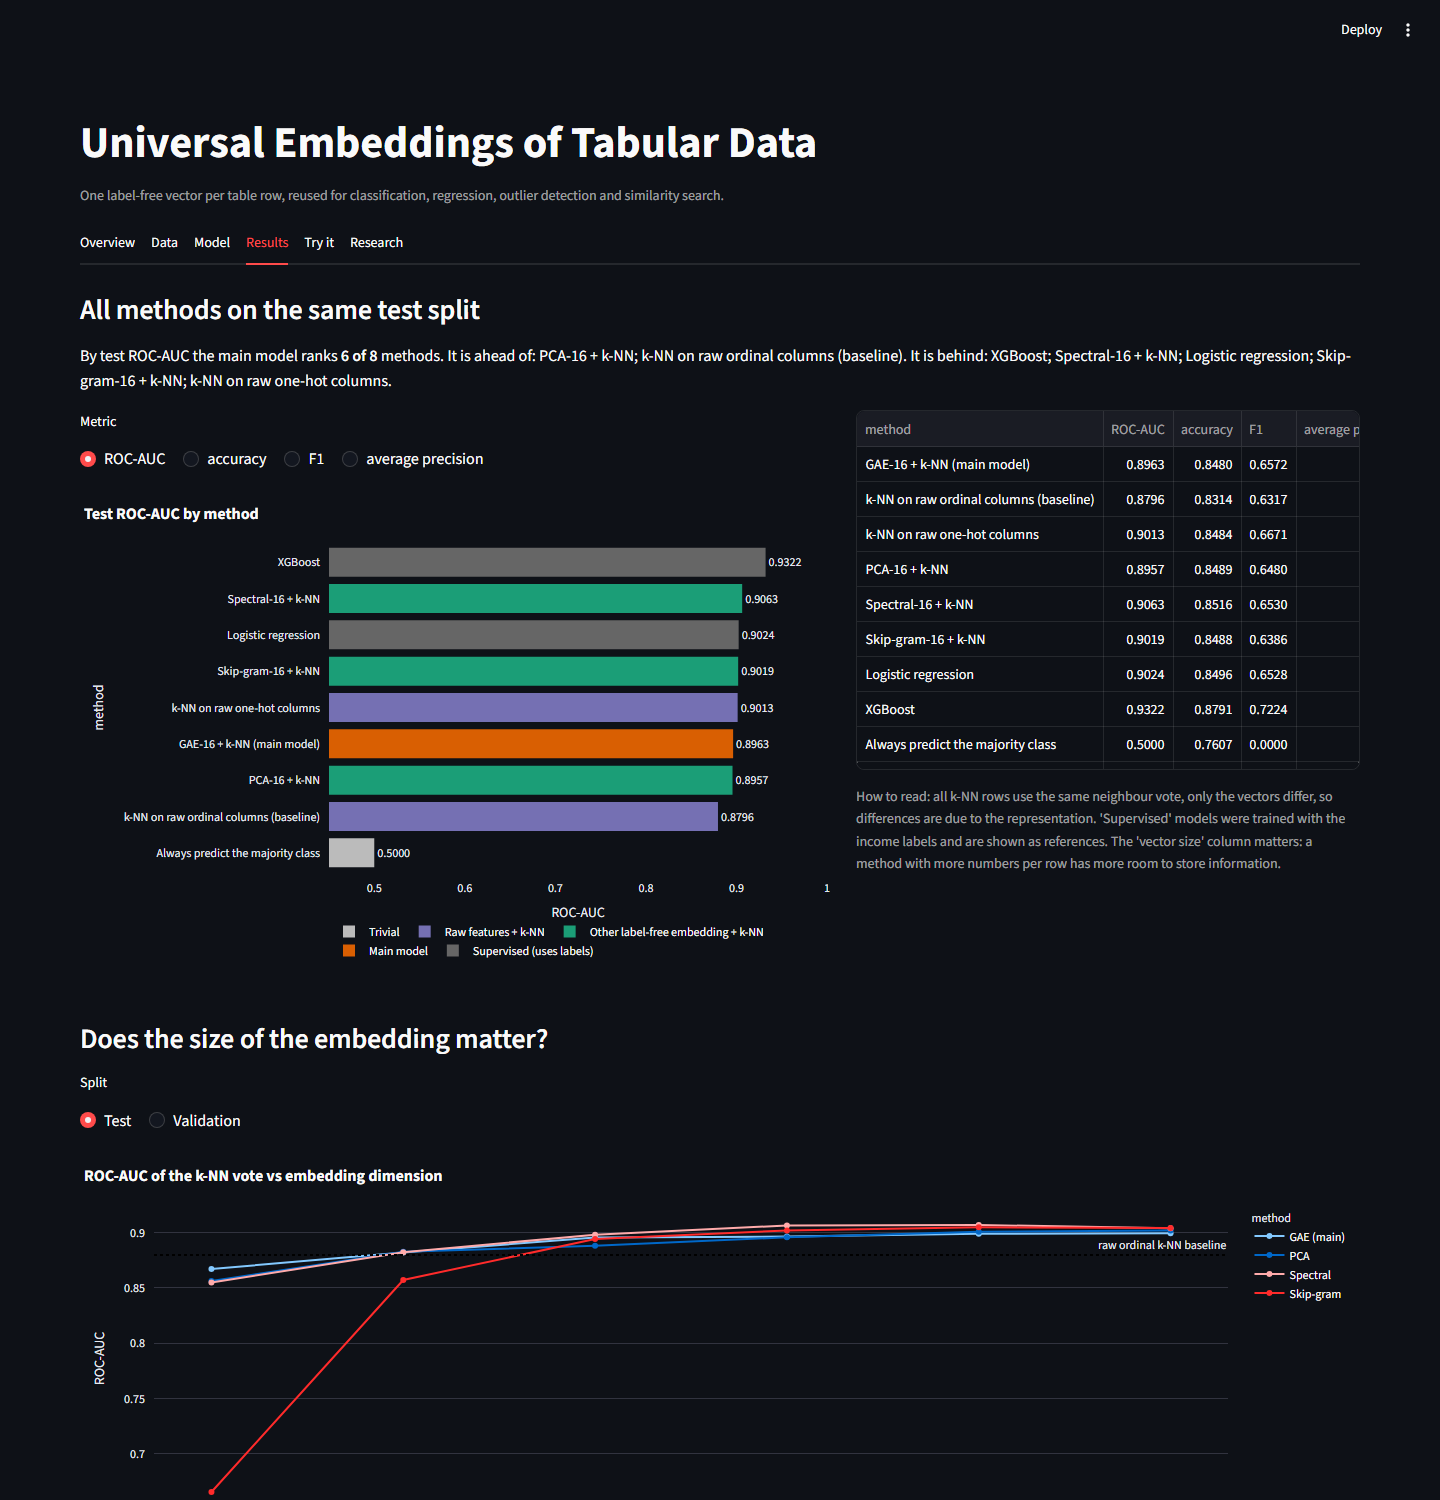 Deploy
Universal Embeddings of Tabular Data
One label-free vector per table row, reused for classification, regression, outlier detection and similarity search.
Overview Data Model Results Try it Research
All methods on the same test split
By test ROC-AUC the main model ranks 6 of 8 methods. It is ahead of: PCA-16 + k-NN; k-NN on raw ordinal columns (baseline). It is behind: XGBoost; Spectral-16 + k-NN; Logistic regression; Skip-
gram-16 + k-NN; k-NN on raw one-hot columns.
Metric
ROC-AUC accuracy F1 average precision
Test ROC-AUC by method
XGBoost 0.9322
Spectral-16 + k-NN 0.9063
Logistic regression 0.9024
Skip-gram-16 + k-NN 0.9019
k-NN on raw one-hot columns 0.9013
GAE-16 + k-NN (main model) 0.8963
PCA-16 + k-NN 0.8957
k-NN on raw ordinal columns (baseline) 0.8796
Always predict the majority class 0.5000
method
0.5 0.6 0.7 0.8 0.9 1
ROC-AUC
Trivial Raw features + k-NN Other label-free embedding + k-NN
Main model Supervised (uses labels)
method ROC-AUC accuracy F1 average p
GAE-16 + k-NN (main model) 0.8963 0.8480 0.6572
k-NN on raw ordinal columns (baseline) 0.8796 0.8314 0.6317
k-NN on raw one-hot columns 0.9013 0.8484 0.6671
PCA-16 + k-NN 0.8957 0.8489 0.6480
Spectral-16 + k-NN 0.9063 0.8516 0.6530
Skip-gram-16 + k-NN 0.9019 0.8488 0.6386
Logistic regression 0.9024 0.8496 0.6528
XGBoost 0.9322 0.8791 0.7224
Always predict the majority class 0.5000 0.7607 0.0000
How to read: all k-NN rows use the same neighbour vote, only the vectors differ, so
differences are due to the representation. 'Supervised' models were trained with the
income labels and are shown as references. The 'vector size' column matters: a
method with more numbers per row has more room to store information.
Does the size of the embedding matter?
Split
Test Validation
ROC-AUC of the k-NN vote vs embedding dimension
0.9
0.85
0.8
0.75
0.7
ROC-AUC
raw ordinal k-NN baseline
method
GAE (main)
PCA
Spectral
Skip-gram